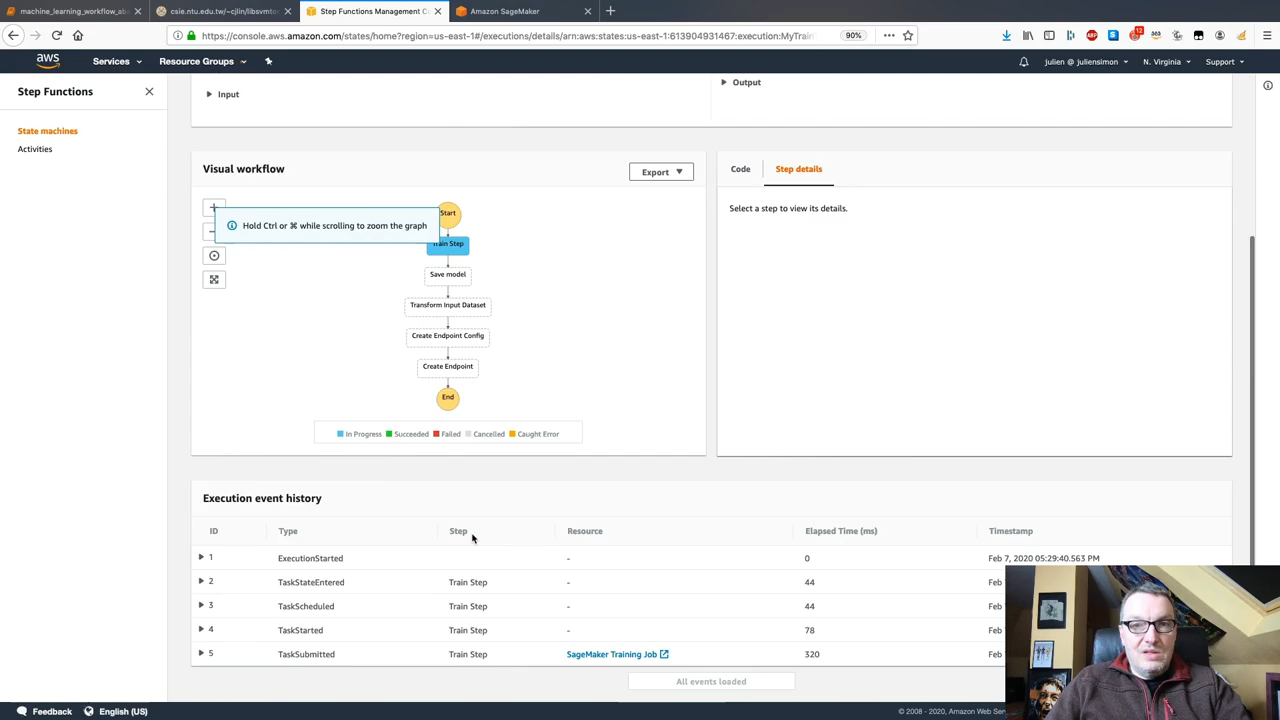 machine_learning_workflow_aba
csie.ntu.edu.tw/~cjlin/libsvmto
Step Functions Management C
Amazon SageMaker
https://console.aws.amazon.com/states/home?region=us-east-1#/executions/details/arn:aws:states:us-east-1:613904931467:execution:MyTrai
90%
12
aws
Services
Resource Groups
julien @ juliensimon
N. Virginia
Support
Step Functions
State machines
Activities
Input
Output
Visual workflow
Export
Code
Step details
Select a step to view its details.
Hold Ctrl or ⌘ while scrolling to zoom the graph
Start
Train Step
Save model
Transform Input Dataset
Create Endpoint Config
Create Endpoint
End
In Progress Succeeded Failed Cancelled Caught Error
Execution event history
ID Type Step Resource Elapsed Time (ms) Timestamp
1 ExecutionStarted - 0 Feb 7, 2020 05:29:40.563 PM
2 TaskStateEntered Train Step - 44 Feb
3 TaskScheduled Train Step - 44 Feb
4 TaskStarted Train Step - 78 Feb
5 TaskSubmitted Train Step SageMaker Training Job 320 Feb
All events loaded
Feedback
English (US)
© 2008 - 2020, Amazon Web Serv